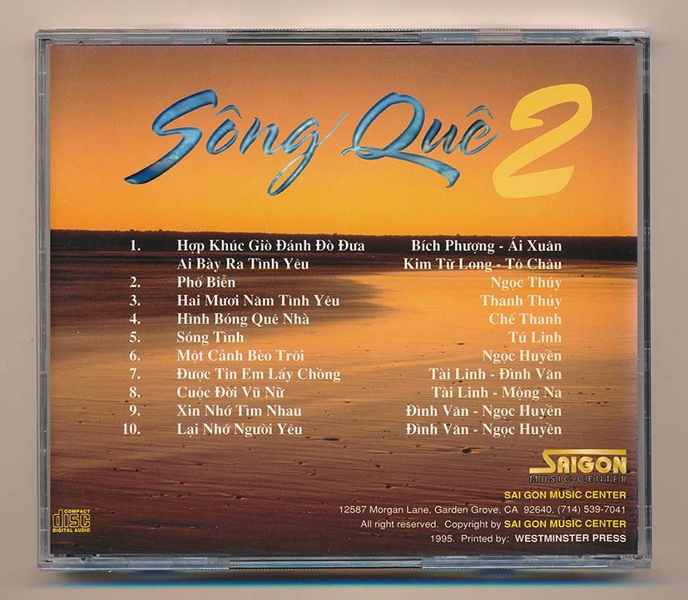 Sông Quê 2
1. Hợp Khúc Giò Đánh Đò Đưa Bích Phượng - Ái Xuân
Ai Bày Ra Tình Yêu Kim Tử Long - Tô Châu
2. Phố Biển Ngọc Thúy
3. Hai Mươi Năm Tình Yêu Thanh Thúy
4. Hình Bóng Quê Nhà Chế Thanh
5. Sóng Tình Tú Linh
6. Một Cánh Bèo Trôi Ngọc Huyền
7. Được Tin Em Lấy Chồng Tài Linh - Đình Văn
8. Cuộc Đời Vũ Nữ Tài Linh - Mộng Na
9. Xin Nhớ Tìm Nhau Đình Văn - Ngọc Huyền
10. Lại Nhớ Người Yêu Đình Văn - Ngọc Huyền
SAIGON
MUSIC CENTER
SAI GON MUSIC CENTER
12587 Morgan Lane, Garden Grove, CA 92640, (714) 539-7041
All right reserved. Copyright by SAI GON MUSIC CENTER
1995. Printed by: WESTMINSTER PRESS
COMPACT
disc
DIGITAL AUDIO